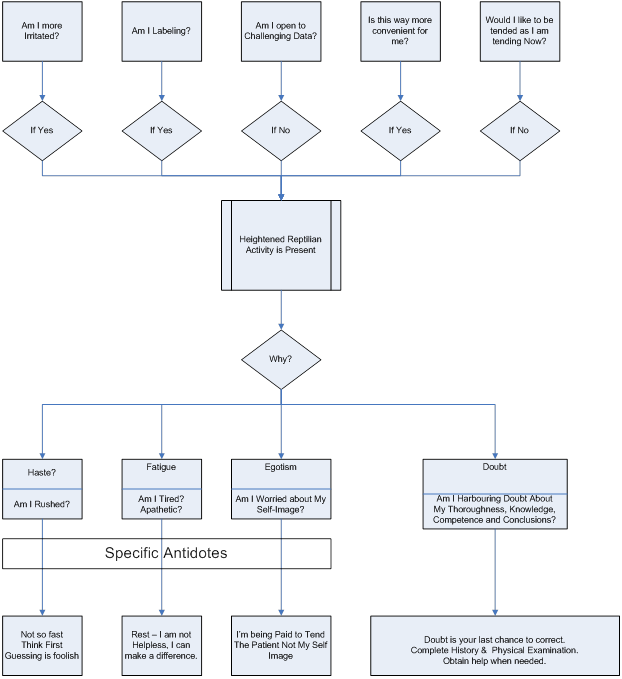 Am I more
Irritated?
Am I Labeling?
Am I open to
Challenging Data?
Is this way more
convenient for
me?
Would I like to be
tended as I am
tending Now?
If Yes
If Yes
If No
If Yes
If No
Heightened Reptilian
Activity is Present
Why?
Haste?
Am I Rushed?
Fatigue
Am I Tired?
Apathetic?
Egotism
Am I Worried about My
Self-Image?
Doubt
Am I Harbouring Doubt About
My Thoroughness, Knowledge,
Competence and Conclusions?
Specific Antidotes
Not so fast
Think First
Guessing is foolish
Rest – I am not
Helpless, I can
make a difference.
I'm being Paid to Tend
The Patient Not My Self
Image
Doubt is your last chance to correct.
Complete History & Physical Examination.
Obtain help when needed.